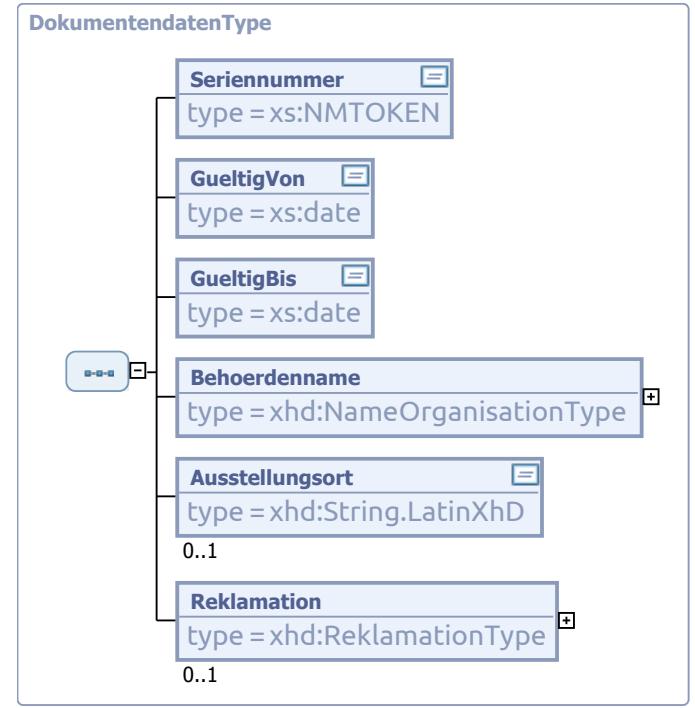 DokumentendatenType
Seriennummer
type = xs:NMTOKEN
GueltigVon
type = xs:date
GueltigBis
type = xs:date
Behoerdenname
type = xhd:NameOrganisationType
Ausstellungsort
type = xhd:String.LatinXhD
0..1
Reklamation
type = xhd:ReklamationType
0..1